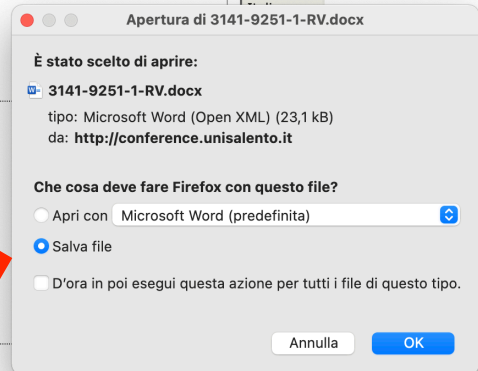 Apertura di 3141-9251-1-RV.docx
È stato scelto di aprire:
3141-9251-1-RV.docx
tipo: Microsoft Word (Open XML) (23,1 kB)
da: http://conference.unisalento.it
Che cosa deve fare Firefox con questo file?
Apri con Microsoft Word (predefinita)
Salva file
D'ora in poi esegui questa azione per tutti i file di questo tipo.
Annulla OK